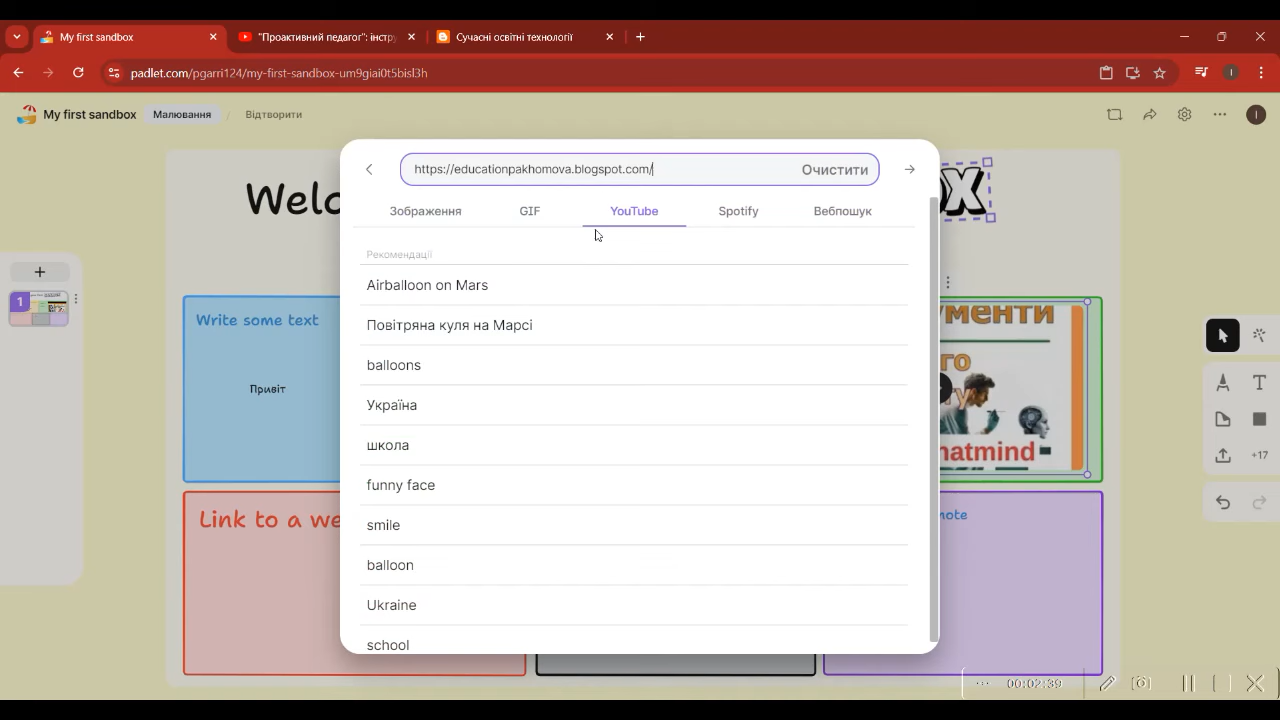 My first sandbox
"Проактивний педагог": інстру
Сучасні освітні технології
padlet.com/pgarri124/my-first-sandbox-um9giai0t5bisl3h
My first sandbox
Малювання
/
Відтворити
https://educationpakhomova.blogspot.com/
Очистити
Зображення
GIF
YouTube
Spotify
Вебпошук
Рекомендації
Airballoon on Mars
Повітряна куля на Марсі
balloons
Україна
школа
funny face
smile
balloon
Ukraine
school
Welc
ox
1
Write some text
Привіт
ументи
го
ту
natmind
Link to a we
note
+17
00:02:39